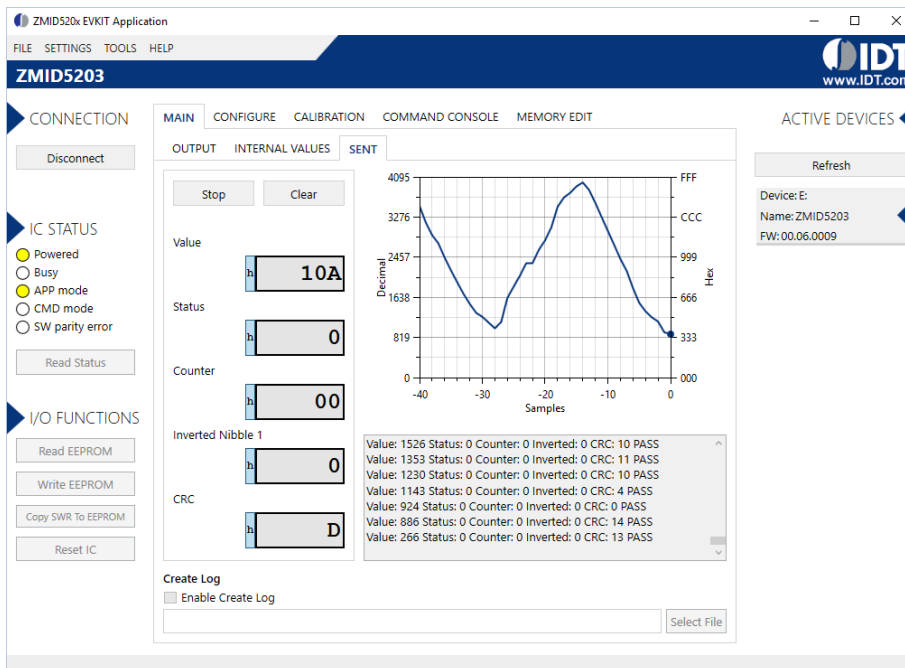 ZMID520x EVKIT Application
FILE SETTINGS TOOLS HELP
IDT
www.IDT.com
ZMID5203
CONNECTION
Disconnect
IC STATUS
Powered
Busy
APP mode
CMD mode
SW parity error
Read Status
I/O FUNCTIONS
Read EEPROM
Write EEPROM
Copy SWR To EEPROM
Reset IC
MAIN CONFIGURE CALIBRATION COMMAND CONSOLE MEMORY EDIT
OUTPUT INTERNAL VALUES SENT
Stop Clear
Value
h 10A
Status
h 0
Counter
h 00
Inverted Nibble 1
h 0
CRC
h D
4095 FFF
3276 CCC
2457 999
1638 666
819 333
0 000
Decimal
Hex
-40 -30 -20 -10 0
Samples
Value: 1526 Status: 0 Counter: 0 Inverted: 0 CRC: 10 PASS
Value: 1353 Status: 0 Counter: 0 Inverted: 0 CRC: 11 PASS
Value: 1230 Status: 0 Counter: 0 Inverted: 0 CRC: 10 PASS
Value: 1143 Status: 0 Counter: 0 Inverted: 0 CRC: 4 PASS
Value: 924 Status: 0 Counter: 0 Inverted: 0 CRC: 0 PASS
Value: 886 Status: 0 Counter: 0 Inverted: 0 CRC: 14 PASS
Value: 266 Status: 0 Counter: 0 Inverted: 0 CRC: 13 PASS
Create Log
Enable Create Log
Select File
ACTIVE DEVICES
Refresh
Device: E:
Name: ZMID5203
FW: 00.06.0009